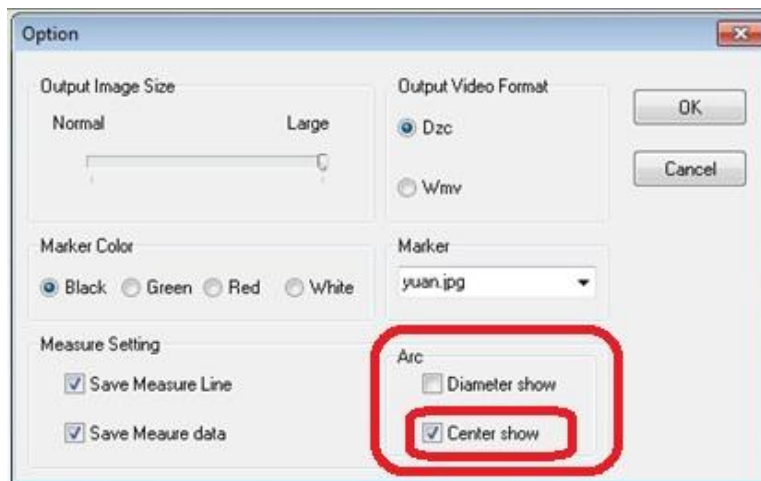 Option
Output Image Size
Normal
Large
Output Video Format
Dzc
Wmv
OK
Cancel
Marker Color
Black
Green
Red
White
Marker
yuan.jpg
Measure Setting
Save Measure Line
Save Meaure data
Arc
Diameter show
Center show